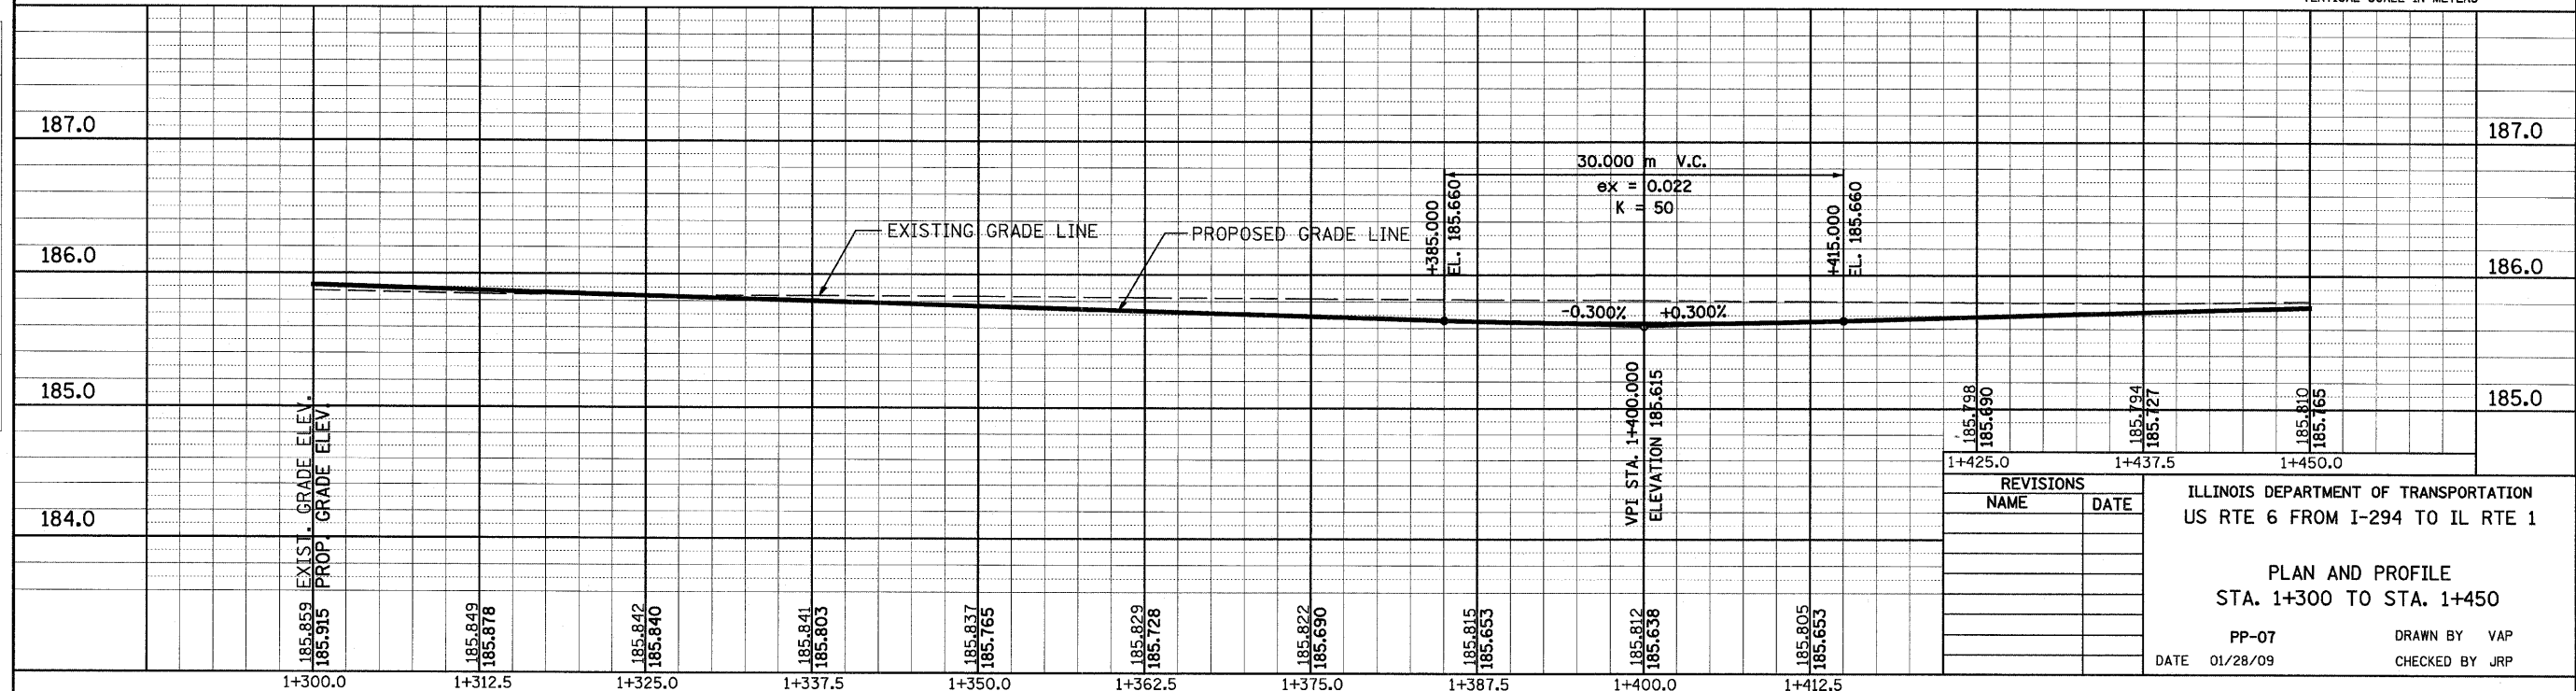 187.0
186.0
185.0
184.0
187.0
186.0
185.0
EXISTING GRADE LINE
PROPOSED GRADE LINE
30.000 m V.C.
ex = 0.022
K = 50
+385.000
EL. 185.660
+415.000
EL. 185.660
-0.300% +0.300%
VPI STA. 1+400.000
ELEVATION 185.615
EXIST. GRADE ELEV.
PROP. GRADE ELEV.
185.859
185.915
185.849
185.878
185.842
185.840
185.841
185.803
185.837
185.765
185.829
185.728
185.822
185.690
185.815
185.653
185.812
185.638
185.805
185.653
185.798
185.690
185.794
185.727
185.810
185.765
1+425.0 1+437.5 1+450.0
1+300.0 1+312.5 1+325.0 1+337.5 1+350.0 1+362.5 1+375.0 1+387.5 1+400.0 1+412.5
REVISIONS
NAME DATE
ILLINOIS DEPARTMENT OF TRANSPORTATION
US RTE 6 FROM I-294 TO IL RTE 1
PLAN AND PROFILE
STA. 1+300 TO STA. 1+450
PP-07 DRAWN BY VAP
DATE 01/28/09 CHECKED BY JRP